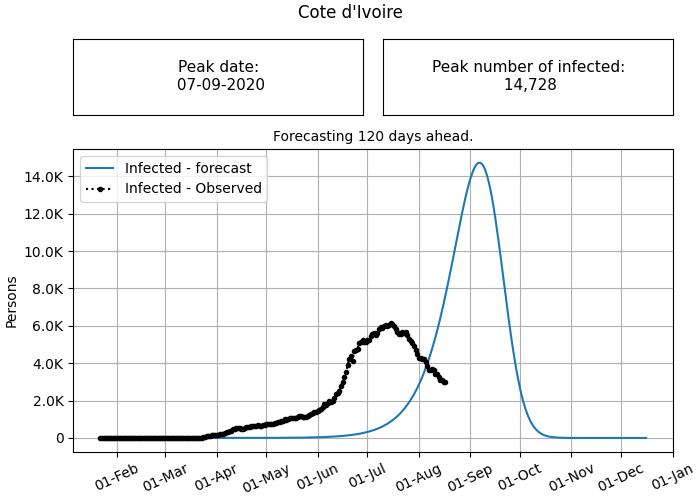 Cote d'Ivoire
Peak date:
07-09-2020
Peak number of infected:
14,728
Forecasting 120 days ahead.
Infected - forecast
Infected - Observed
14.0K
12.0K
10.0K
8.0K
6.0K
4.0K
2.0K
0
Persons
01-Feb
01-Mar
01-Apr
01-May
01-Jun
01-Jul
01-Aug
01-Sep
01-Oct
01-Nov
01-Dec
01-Jan